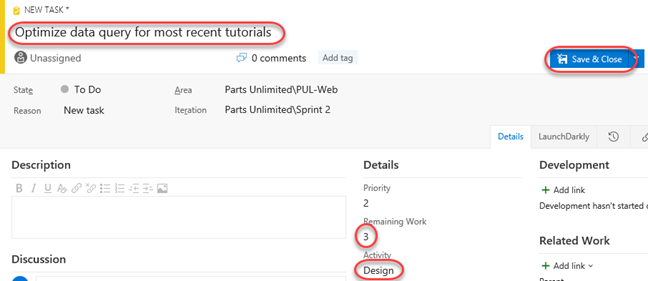 NEW TASK *
Optimize data query for most recent tutorials
Unassigned
0 comments
Add tag
Save & Close
State
To Do
Area
Parts Unlimited\PUL-Web
Reason
New task
Iteration
Parts Unlimited\Sprint 2
Details
LaunchDarkly
Description
Details
Development
Priority
+ Add link
B I U
2
Development hasn't started
Remaining Work
3
Related Work
Activity
Discussion
Design
+ Add link
Parent